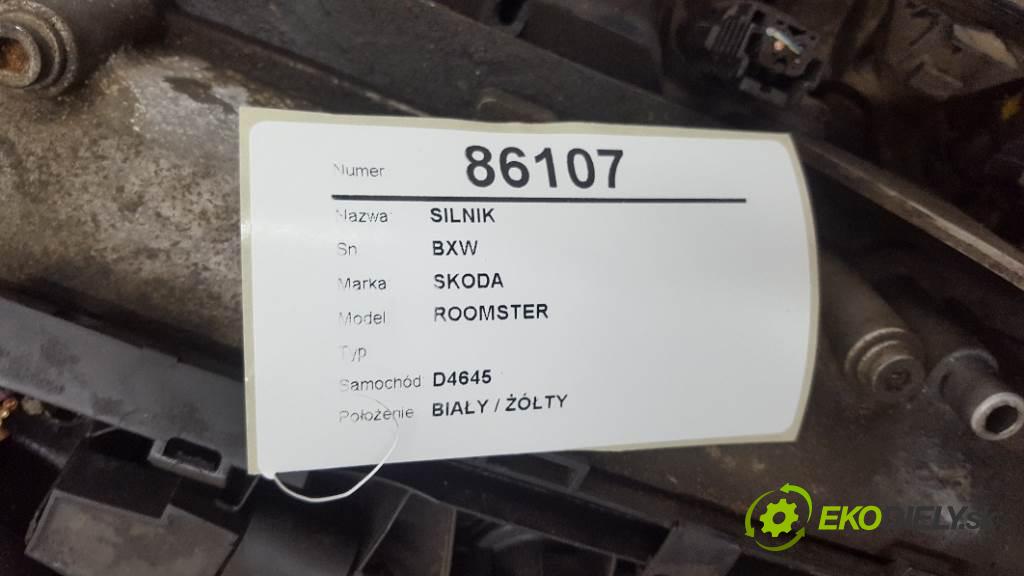 Numer 86107
Nazwa SILNIK
Sn BXW
Marka SKODA
Model ROOMSTER
Typ
Samochód D4645
Położenie BIAŁY / ŻÓŁTY
EKODIELY.SK